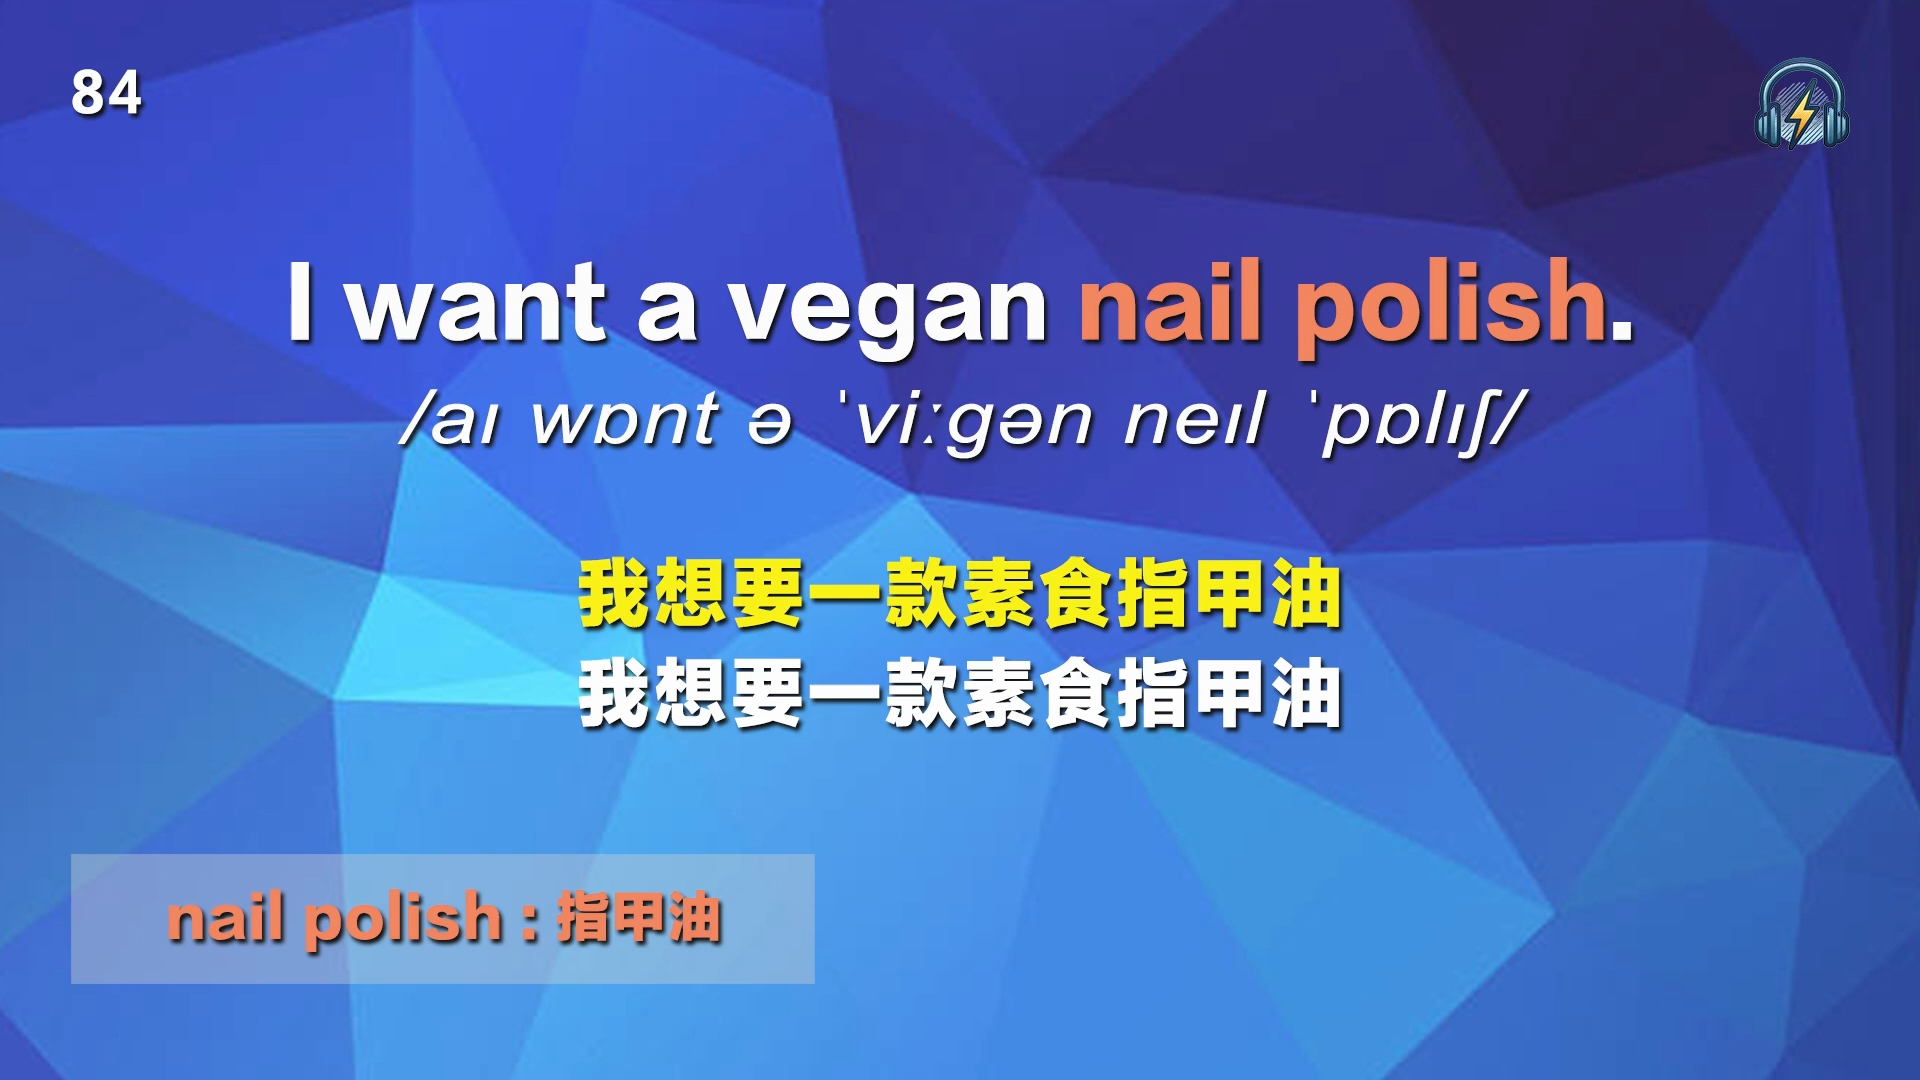 84
I want a vegan nail polish.
/aɪ wɒnt ə ˈviːgən neɪl ˈpɒlɪʃ/
我想要一款素食指甲油
我想要一款素食指甲油
nail polish : 指甲油